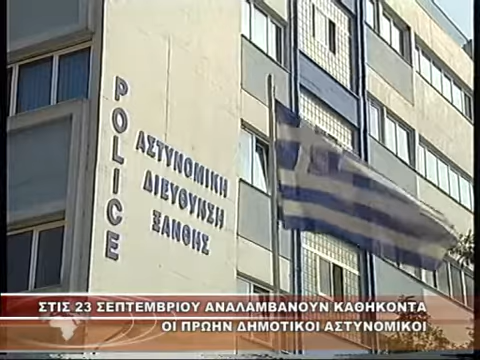 POLICE
ΑΣΤΥΝΟΜΙΚΗ
ΔΙΕΥΘΥΝΣΗ
ΞΑΝΘΗΣ
ΣΤΙΣ 23 ΣΕΠΤΕΜΒΡΙΟΥ ΑΝΑΛΑΜΒΑΝΟΥΝ ΚΑΘΗΚΟΝΤΑ
ΟΙ ΠΡΩΗΝ ΔΗΜΟΤΙΚΟΙ ΑΣΤΥΝΟΜΙΚΟΙ